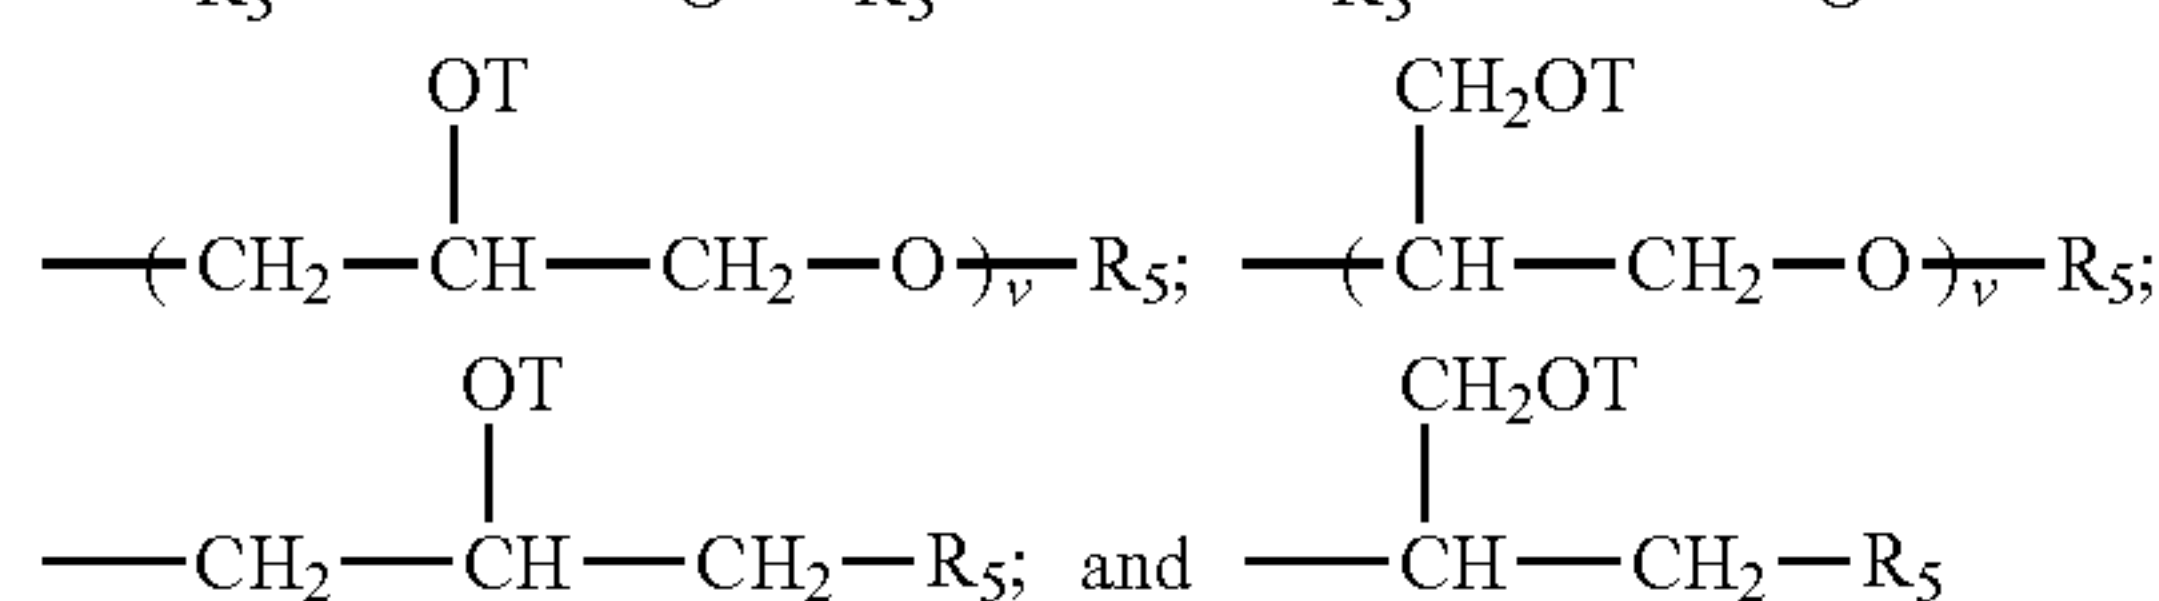 OT CH₂OT
—(CH₂—CH—CH₂—O)ᵥ—R₅; —(CH—CH₂—O)ᵥ—R₅;
OT CH₂OT
—CH₂—CH—CH₂—R₅; and —CH—CH₂—R₅